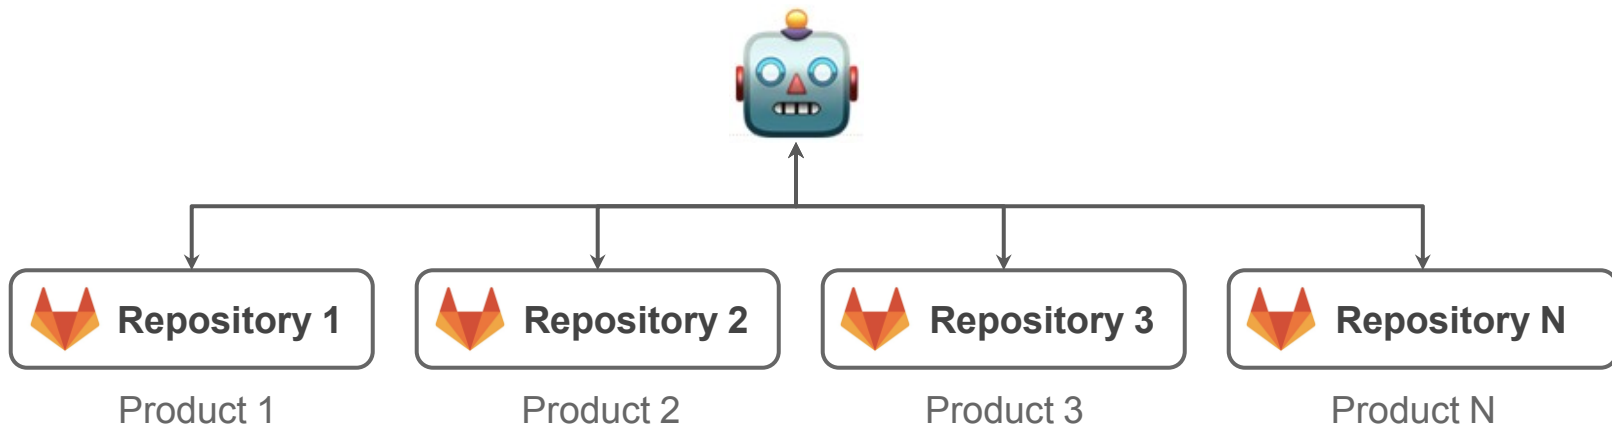 Repository 1
Repository 2
Repository 3
Repository N
Product 1
Product 2
Product 3
Product N